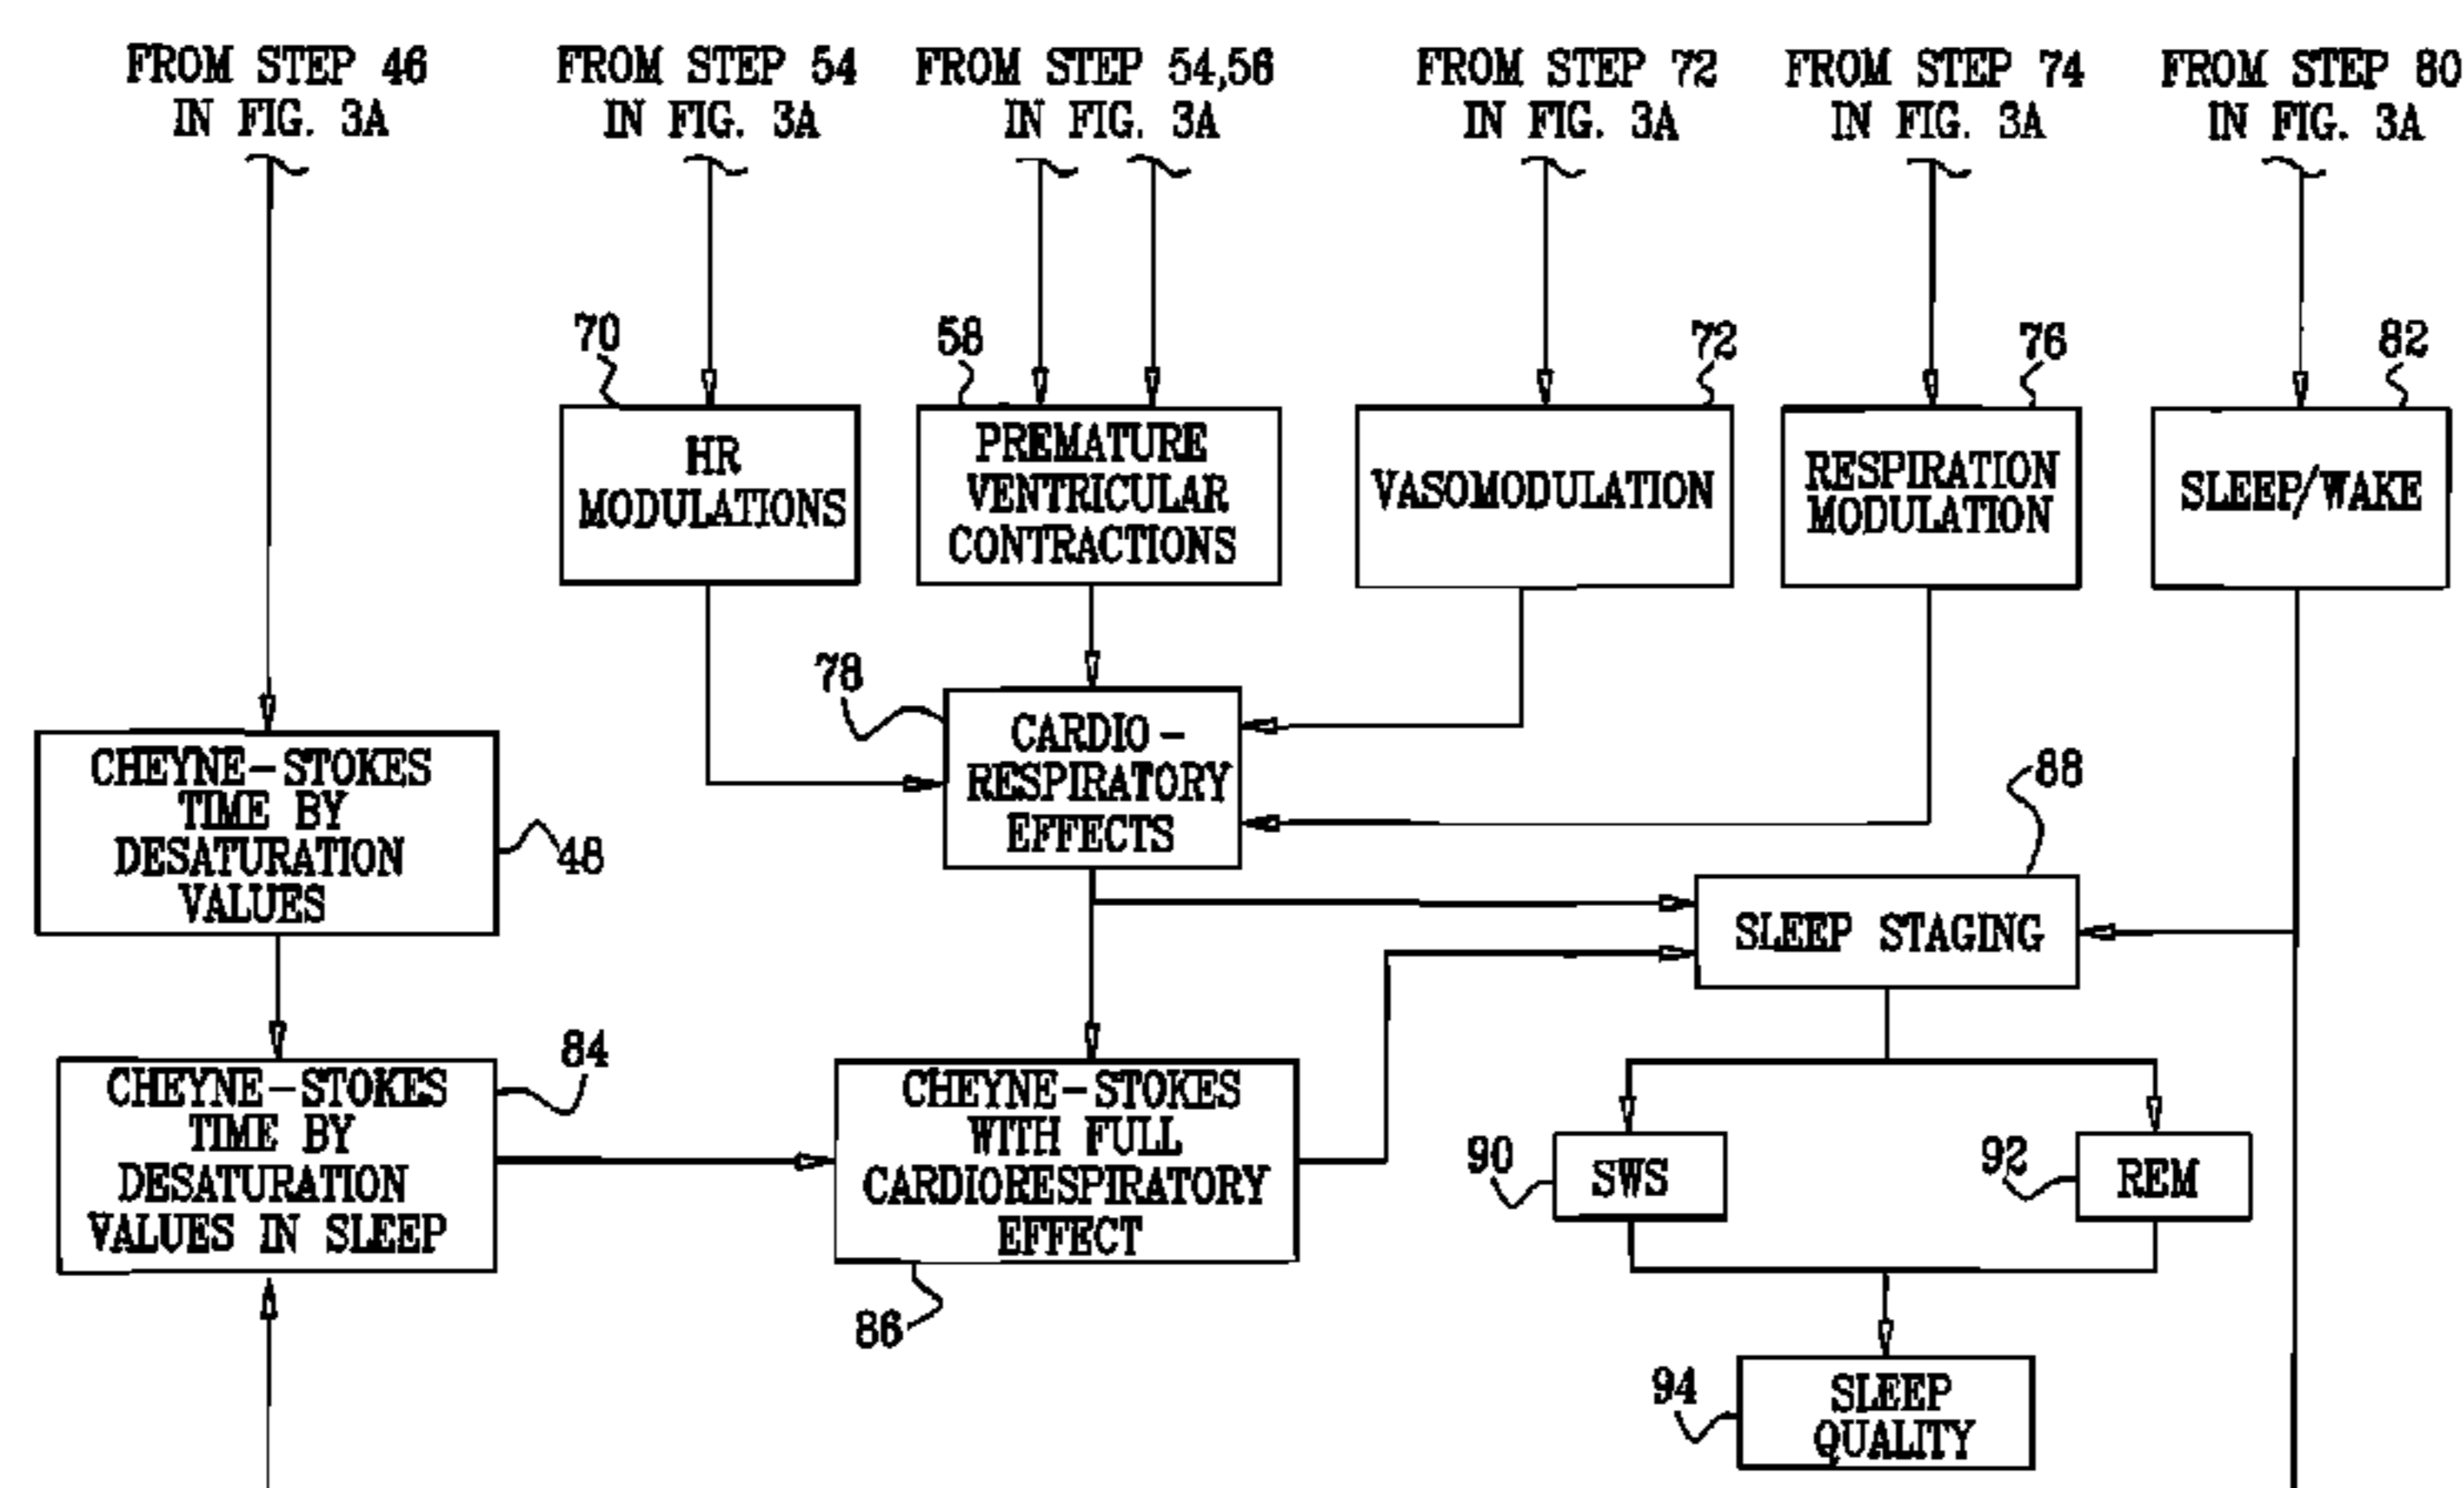 FROM STEP 46
IN FIG. 3A
FROM STEP 54
IN FIG. 3A
FROM STEP 54,56
IN FIG. 3A
FROM STEP 72
IN FIG. 3A
FROM STEP 74
IN FIG. 3A
FROM STEP 80
IN FIG. 3A
70
HR
MODULATIONS
58
PREMATURE
VENTRICULAR
CONTRACTIONS
72
VASOMODULATION
76
RESPIRATION
MODULATION
82
SLEEP/WAKE
78
CARDIO-
RESPIRATORY
EFFECTS
CHEYNE-STOKES
TIME BY
DESATURATION
VALUES
48
88
SLEEP STAGING
84
CHEYNE-STOKES
TIME BY
DESATURATION
VALUES IN SLEEP
CHEYNE-STOKES
WITH FULL
CARDIORESPIRATORY
EFFECT
86
90
SWS
92
REM
94
SLEEP
QUALITY